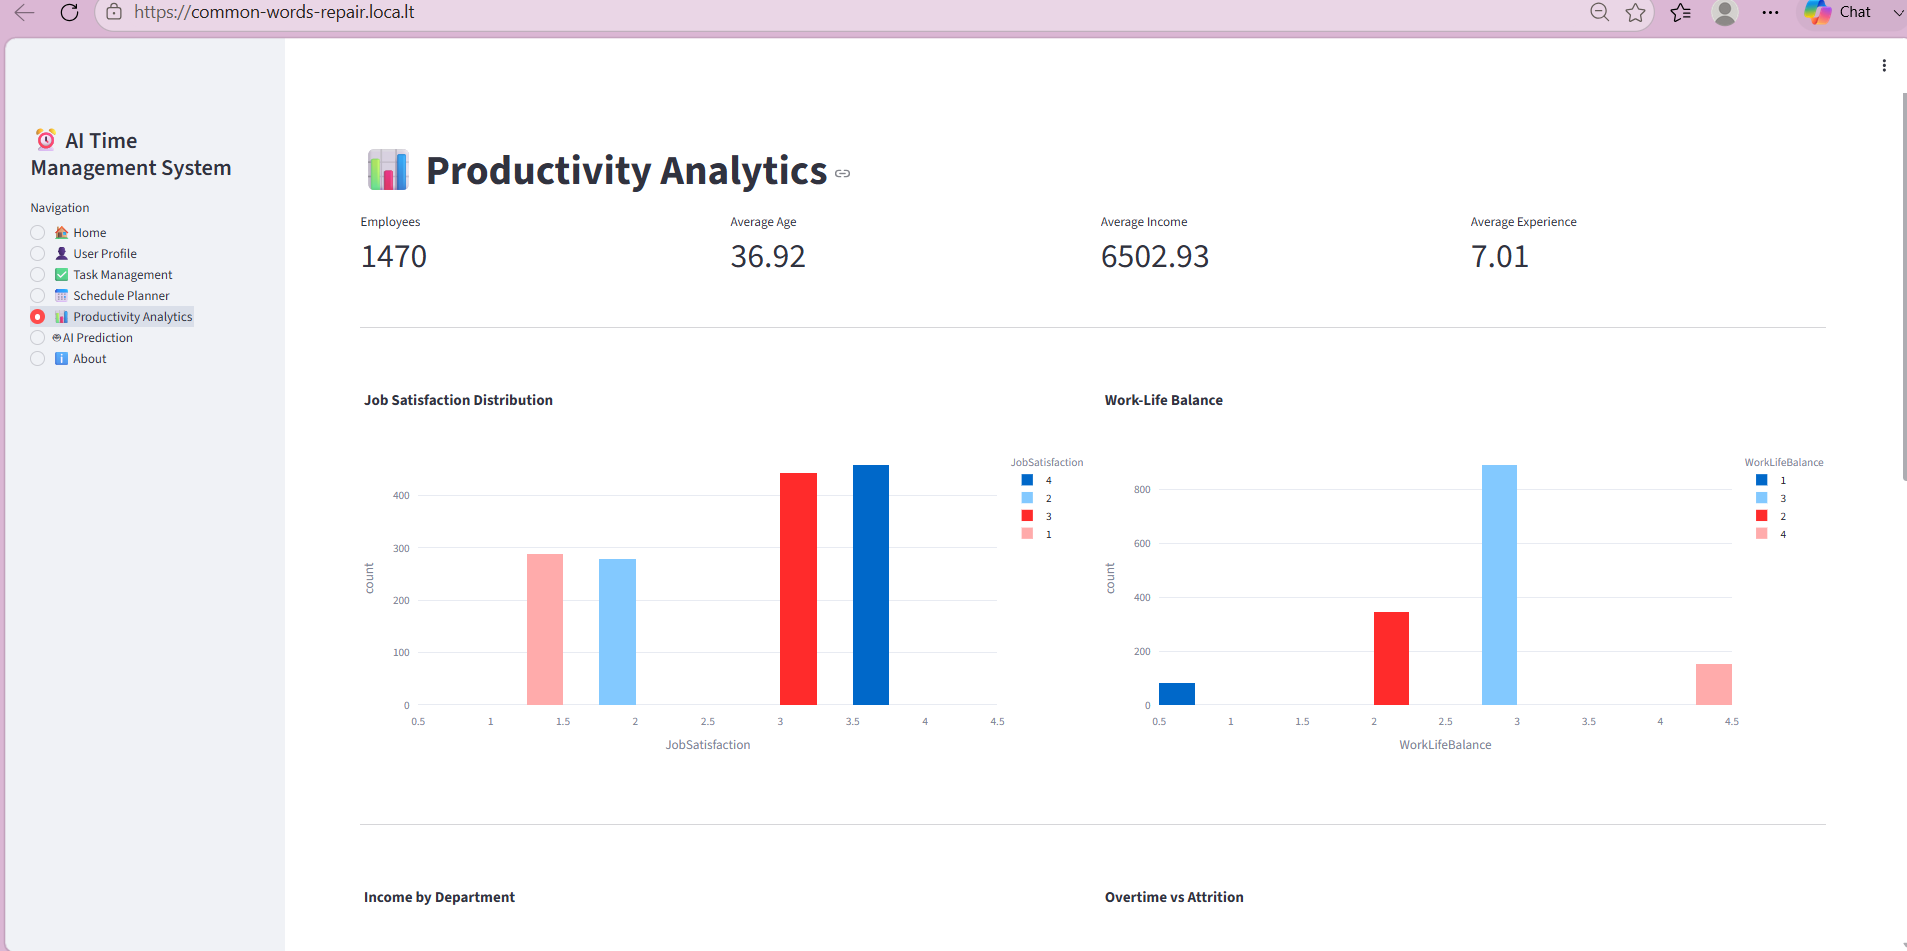 https://common-words-repair.loca.lt
Chat
AI Time
Management System
Navigation
Home
User Profile
Task Management
Schedule Planner
Productivity Analytics
AI Prediction
About
Productivity Analytics
Employees
1470
Average Age
36.92
Average Income
6502.93
Average Experience
7.01
Job Satisfaction Distribution
JobSatisfaction
4
2
3
1
count
400
300
200
100
0
0.5 1 1.5 2 2.5 3 3.5 4 4.5
JobSatisfaction
Work-Life Balance
WorkLifeBalance
1
3
2
4
count
800
600
400
200
0
0.5 1 1.5 2 2.5 3 3.5 4 4.5
WorkLifeBalance
Income by Department
Overtime vs Attrition